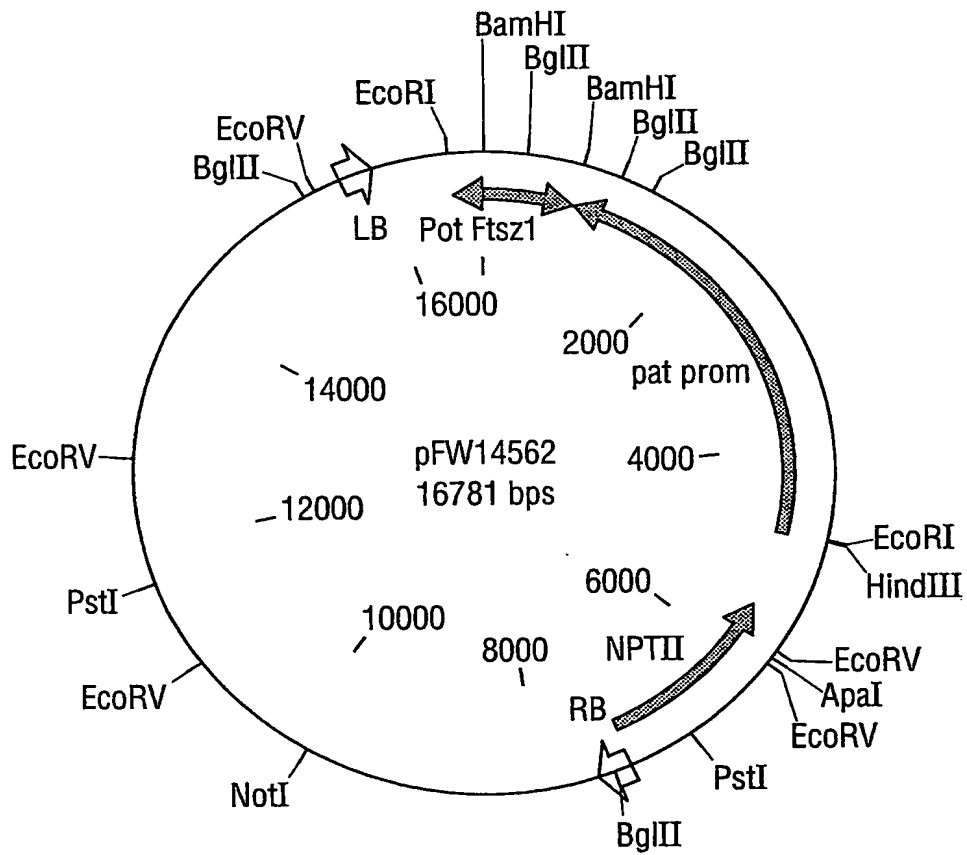 BamHI
BglII
EcoRI
BamHI
EcoRV
BglII
BglII
BglII
LB
Pot Ftsz1
16000
2000
pat prom
14000
pFW14562
EcoRV
4000
16781 bps
12000
EcoRI
6000
HindIII
PstI
10000
NPTII
8000
EcoRV
EcoRV
ApaI
RB
EcoRV
PstI
NotI
BglII